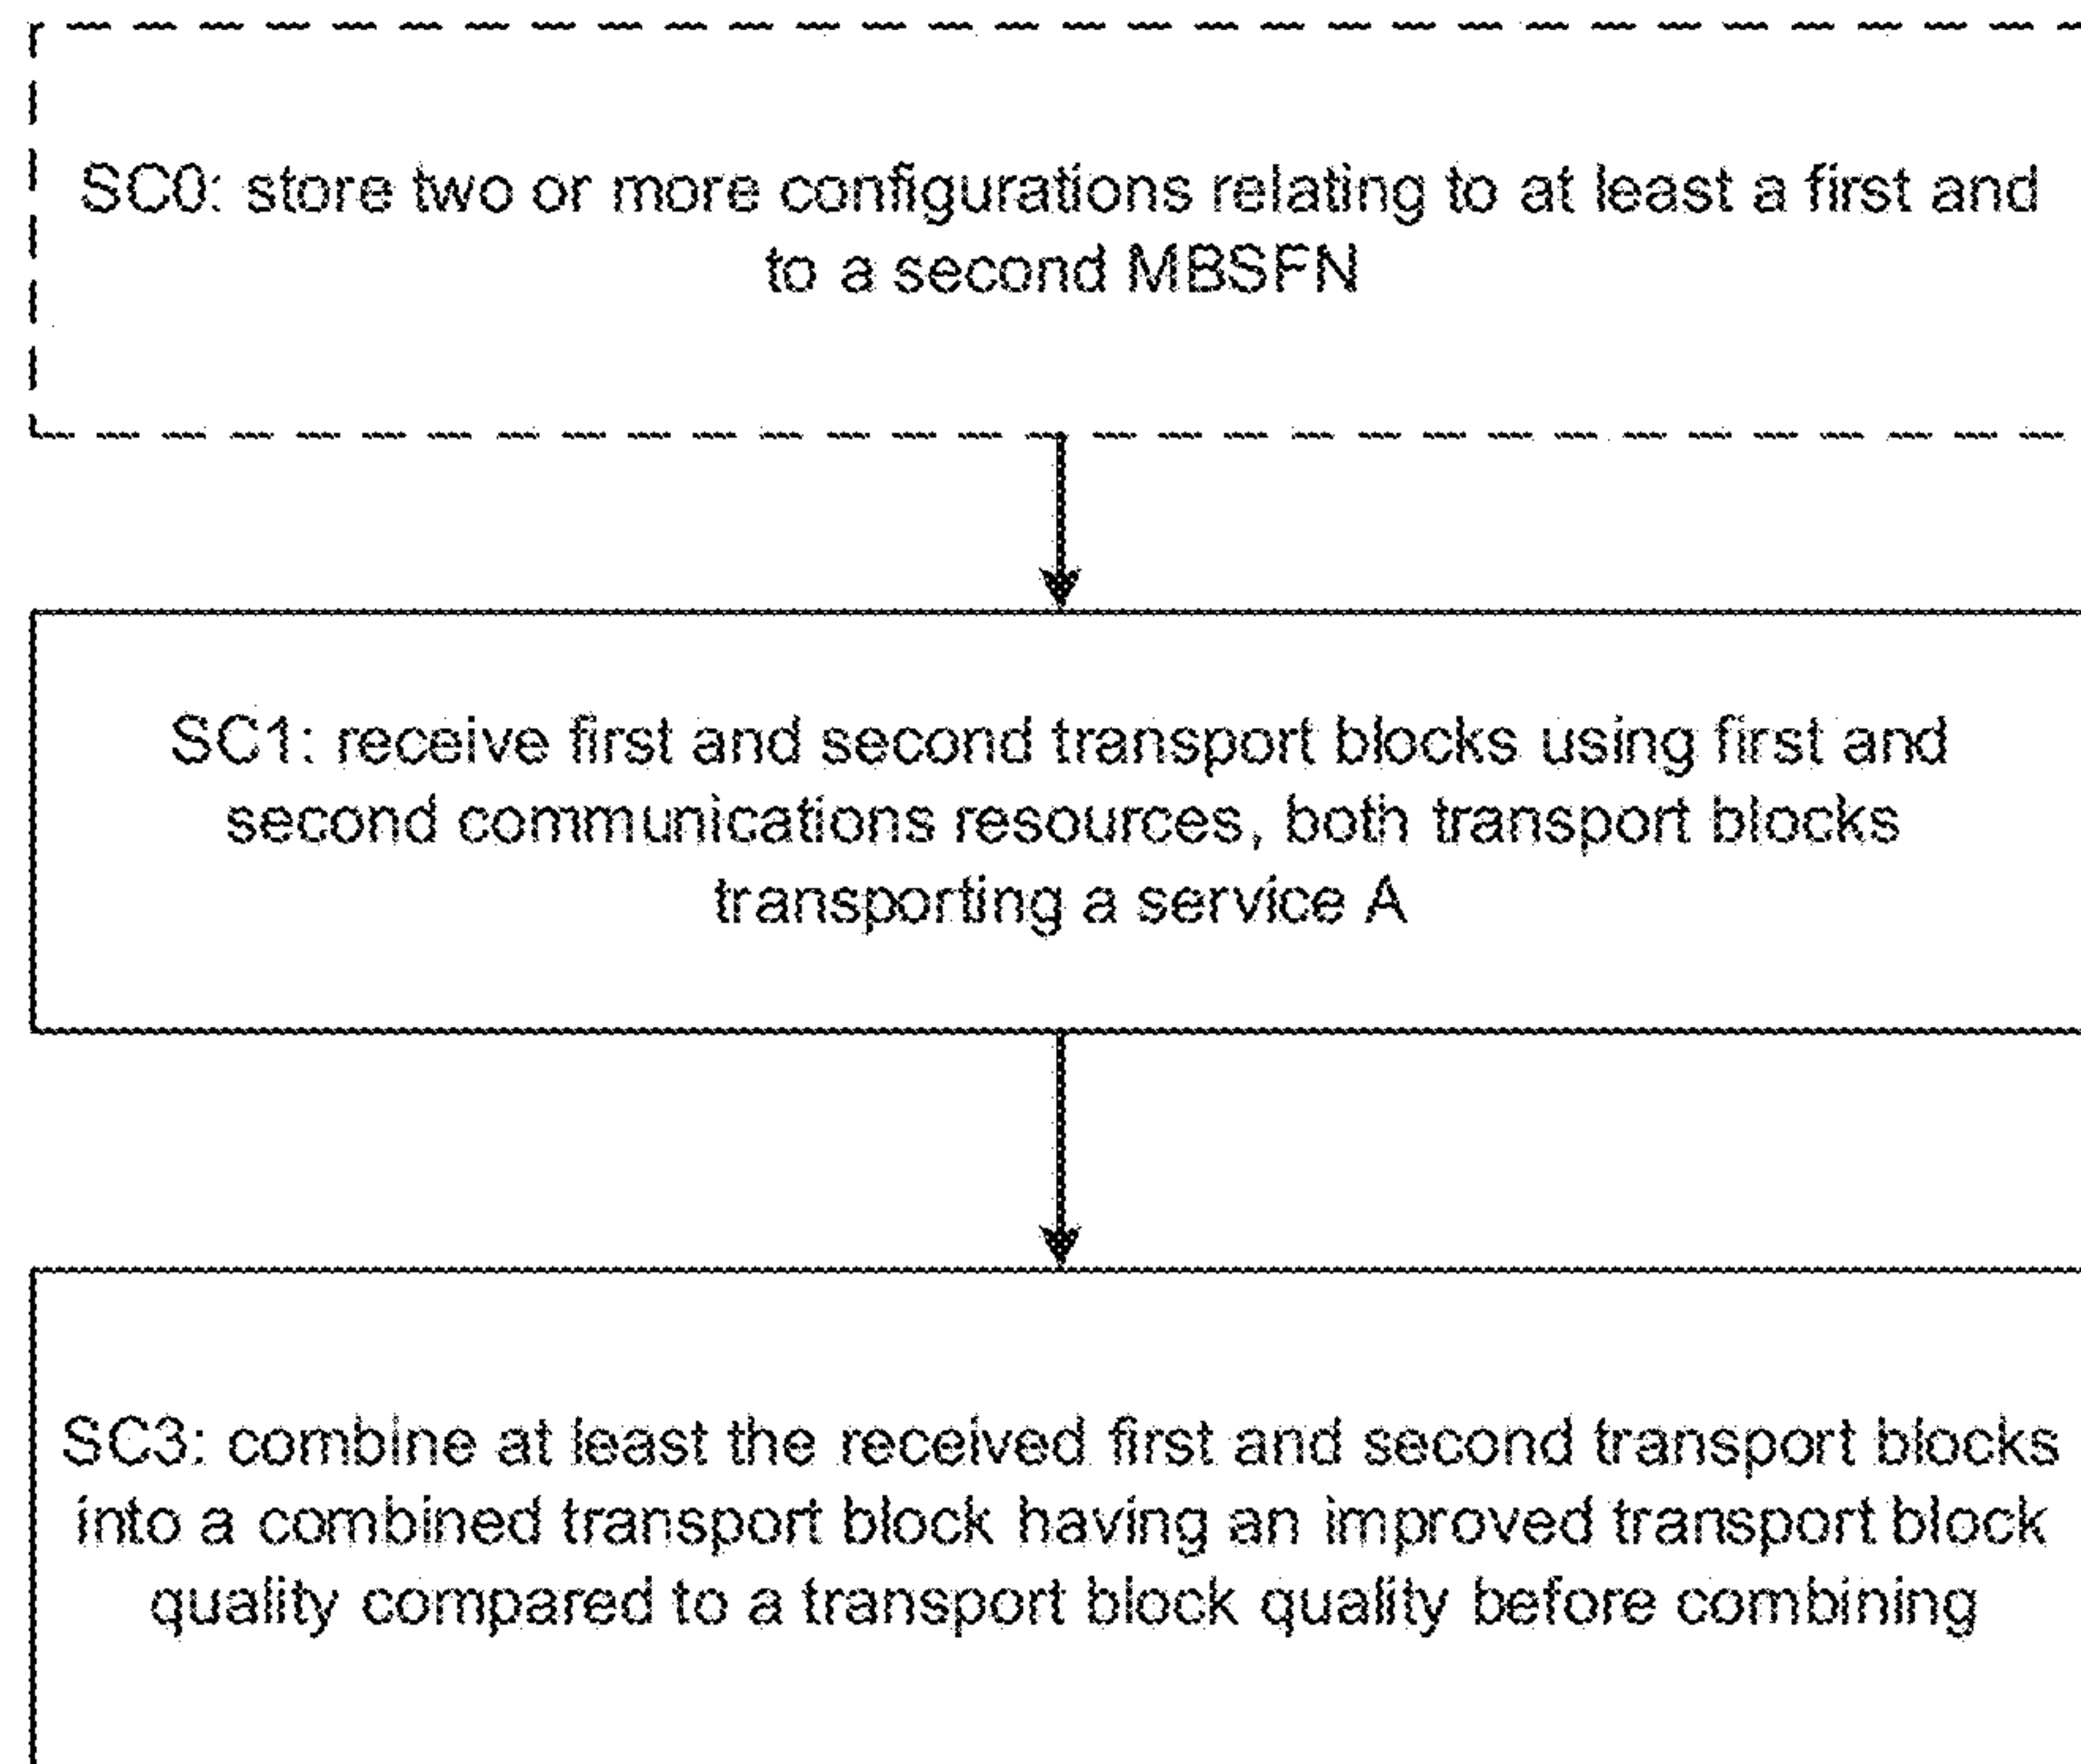 SC0: store two or more configurations relating to at least a first and
to a second MBSFN
SC1: receive first and second transport blocks using first and
second communications resources, both transport blocks
transporting a service A
SC3: combine at least the received first and second transport blocks
into a combined transport block having an improved transport block
quality compared to a transport block quality before combining